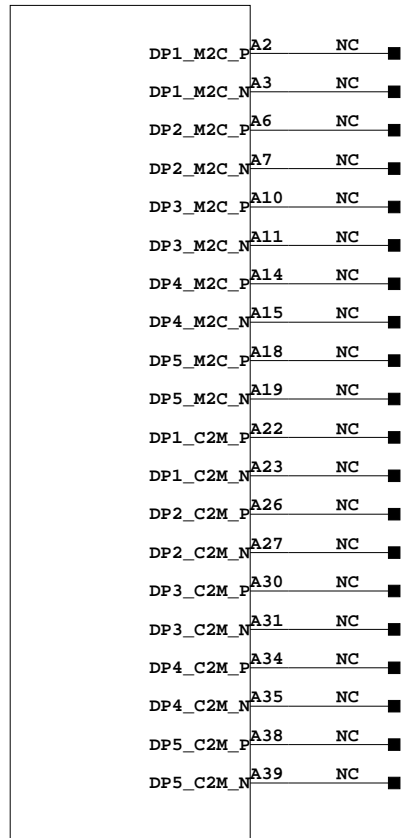 DP1_M2C_P A2 NC
DP1_M2C_N A3 NC
DP2_M2C_P A6 NC
DP2_M2C_N A7 NC
DP3_M2C_P A10 NC
DP3_M2C_N A11 NC
DP4_M2C_P A14 NC
DP4_M2C_N A15 NC
DP5_M2C_P A18 NC
DP5_M2C_N A19 NC
DP1_C2M_P A22 NC
DP1_C2M_N A23 NC
DP2_C2M_P A26 NC
DP2_C2M_N A27 NC
DP3_C2M_P A30 NC
DP3_C2M_N A31 NC
DP4_C2M_P A34 NC
DP4_C2M_N A35 NC
DP5_C2M_P A38 NC
DP5_C2M_N A39 NC